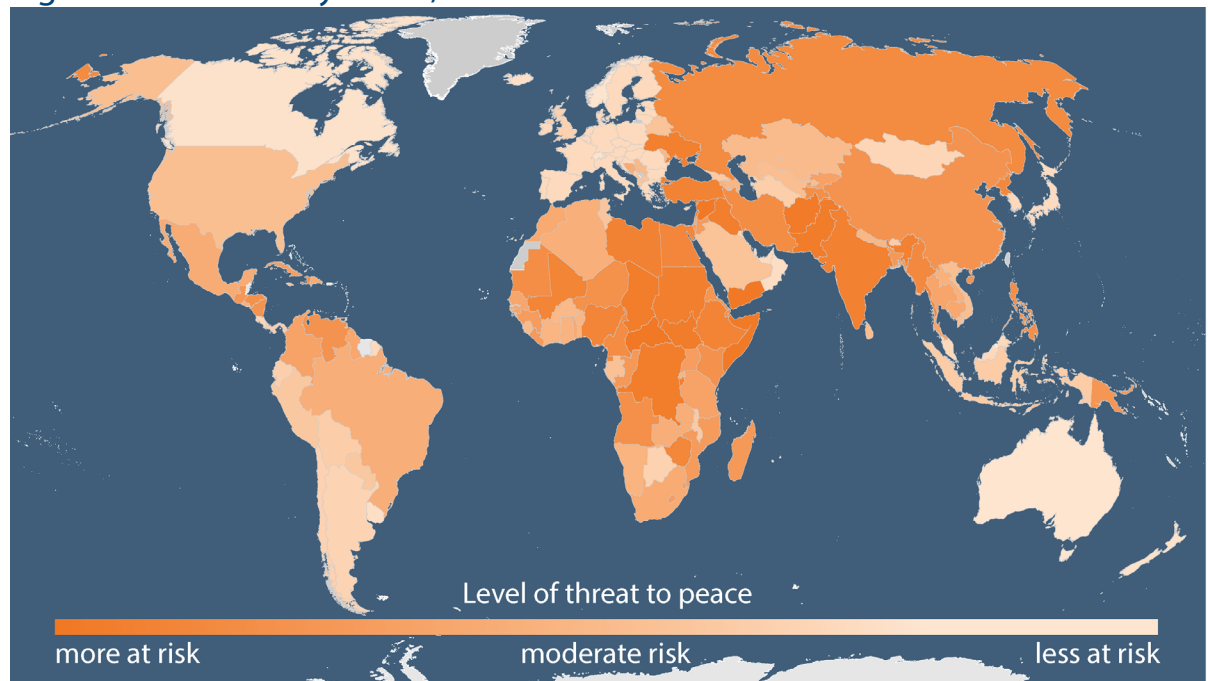 Level of threat to peace
more at risk
moderate risk
less at risk